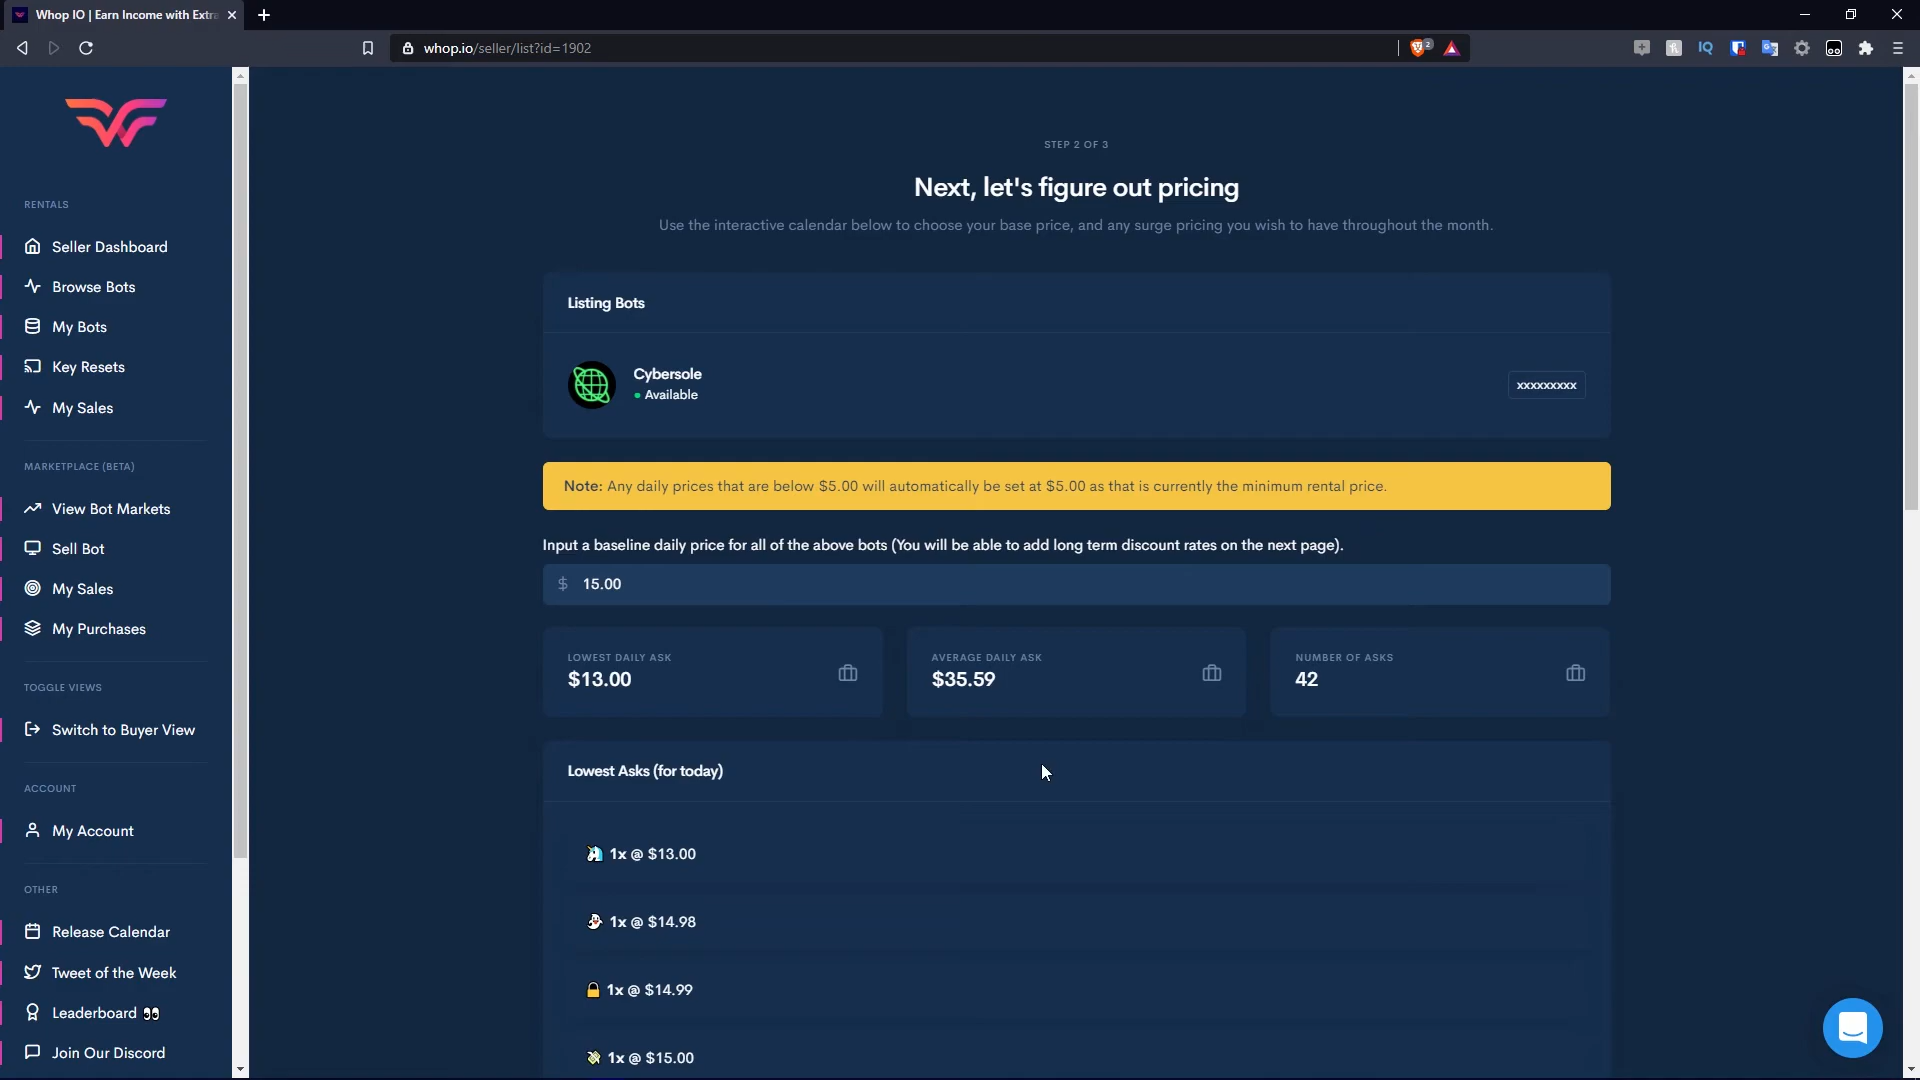 Whop IO | Earn Income with Extra
whop.io/seller/list?id=1902
2
IQ
RENTALS
Seller Dashboard
Browse Bots
My Bots
Key Resets
My Sales
MARKETPLACE (BETA)
View Bot Markets
Sell Bot
My Sales
My Purchases
TOGGLE VIEWS
Switch to Buyer View
ACCOUNT
My Account
OTHER
Release Calendar
Tweet of the Week
Leaderboard 👀
Join Our Discord
STEP 2 OF 3
Next, let's figure out pricing
Use the interactive calendar below to choose your base price, and any surge pricing you wish to have throughout the month.
Listing Bots
Cybersole
Available
xxxxxxxxx
Note: Any daily prices that are below $5.00 will automatically be set at $5.00 as that is currently the minimum rental price.
Input a baseline daily price for all of the above bots (You will be able to add long term discount rates on the next page).
$ 15.00
LOWEST DAILY ASK
$13.00
AVERAGE DAILY ASK
$35.59
NUMBER OF ASKS
42
Lowest Asks (for today)
🦄 1x @ $13.00
1x @ $14.98
🔒 1x @ $14.99
💸 1x @ $15.00